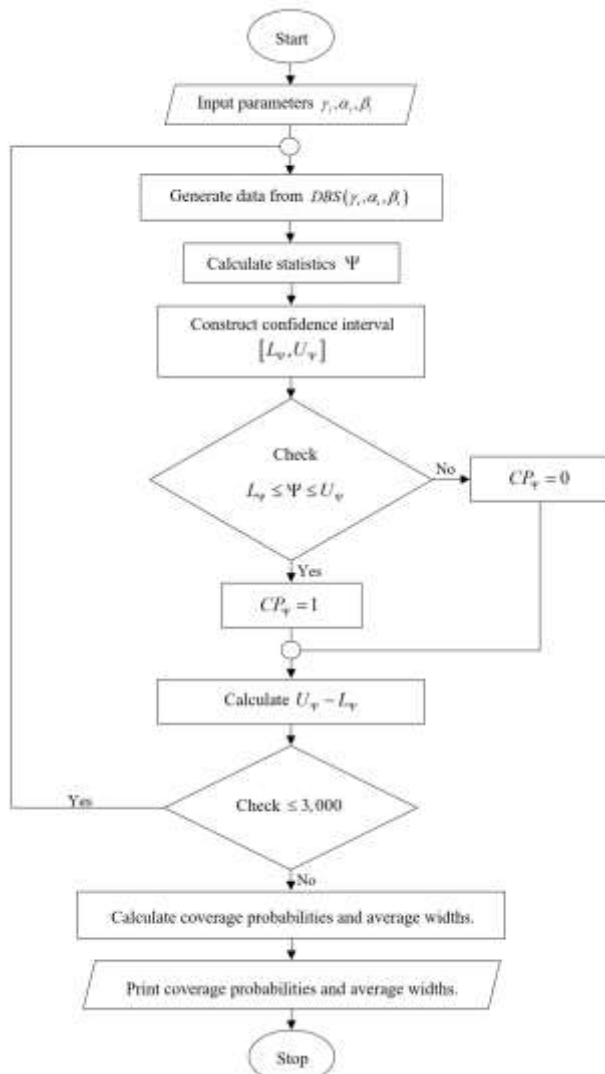 Start
Input parameters γᵢ, αᵢ, βᵢ
Generate data from DBS(γᵢ, αᵢ, βᵢ)
Calculate statistics Ψ
Construct confidence interval
[L_Ψ, U_Ψ]
Check
L_Ψ ≤ Ψ ≤ U_Ψ
No
CP_Ψ = 0
Yes
CP_Ψ = 1
Calculate U_Ψ − L_Ψ
Yes
Check ≤ 3,000
No
Calculate coverage probabilities and average widths.
Print coverage probabilities and average widths.
Stop